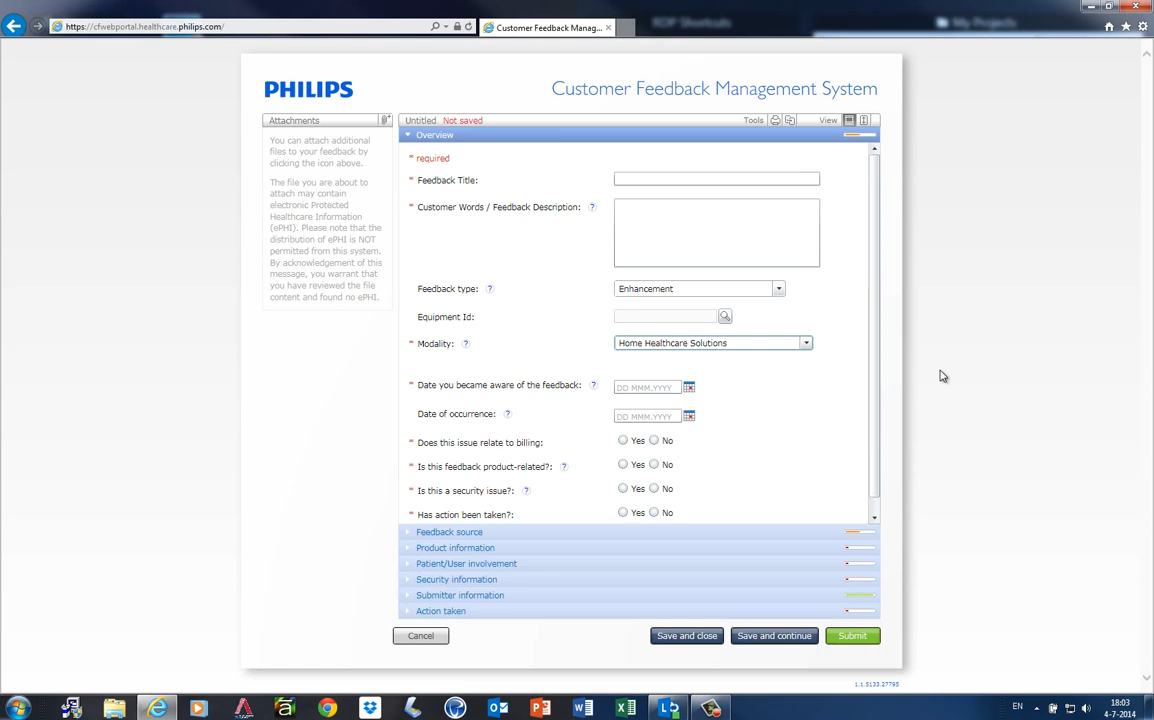 RDP Shortcuts
My Projects
https://cfwebportal.healthcare.philips.com/
Customer Feedback Manag...
PHILIPS
Customer Feedback Management System
Attachments
Untitled Not saved
Tools
View
Overview
You can attach additional
files to your feedback by
clicking the icon above.
The file you are about to
attach may contain
electronic Protected
Healthcare Information
(ePHI). Please note that the
distribution of ePHI is NOT
permitted from this system.
By acknowledgement of this
message, you warrant that
you have reviewed the file
content and found no ePHI.
* required
* Feedback Title:
* Customer Words / Feedback Description: ?
Feedback type: ? Enhancement
Equipment Id:
* Modality: ? Home Healthcare Solutions
* Date you became aware of the feedback: ? DD MMM.YYYY
Date of occurrence: ? DD MMM.YYYY
* Does this issue relate to billing: Yes No
* Is this feedback product-related?: ? Yes No
* Is this a security issue?: ? Yes No
* Has action been taken?: Yes No
Feedback source
Product information
Patient/User involvement
Security information
Submitter information
Action taken
Cancel
Save and close
Save and continue
Submit
1.1.5133.27795
EN
18:03
4-7-2014